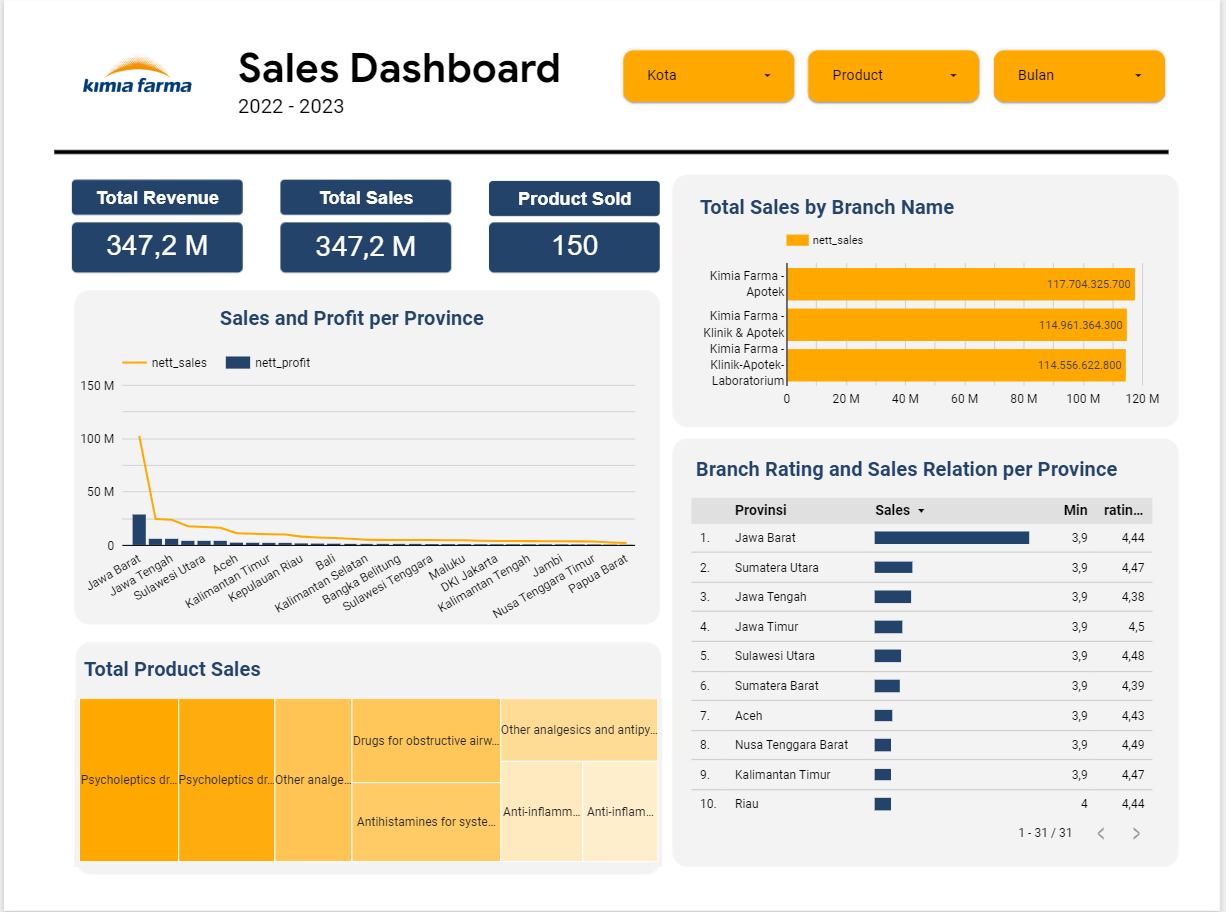 kimia farma
Sales Dashboard
2022 - 2023
Kota
Product
Bulan
Total Revenue
347,2 M
Total Sales
347,2 M
Product Sold
150
Sales and Profit per Province
nett_sales
nett_profit
150 M
100 M
50 M
0
Jawa Barat
Jawa Tengah
Sulawesi Utara
Aceh
Kalimantan Timur
Kepulauan Riau
Bali
Kalimantan Selatan
Bangka Belitung
Sulawesi Tenggara
Maluku
DKI Jakarta
Kalimantan Tengah
Jambi
Nusa Tenggara Timur
Papua Barat
Total Product Sales
Psycholeptics dr...
Psycholeptics dr...
Other analge...
Drugs for obstructive airw...
Antihistamines for syste...
Other analgesics and antipy...
Anti-inflamm...
Anti-inflam...
Total Sales by Branch Name
nett_sales
Kimia Farma -
Apotek
117.704.325.700
Kimia Farma -
Klinik & Apotek
114.961.364.300
Kimia Farma -
Klinik-Apotek-
Laboratorium
114.556.622.800
0 20 M 40 M 60 M 80 M 100 M 120 M
Branch Rating and Sales Relation per Province
Provinsi Sales Min ratin...
1. Jawa Barat 3,9 4,44
2. Sumatera Utara 3,9 4,47
3. Jawa Tengah 3,9 4,38
4. Jawa Timur 3,9 4,5
5. Sulawesi Utara 3,9 4,48
6. Sumatera Barat 3,9 4,39
7. Aceh 3,9 4,43
8. Nusa Tenggara Barat 3,9 4,49
9. Kalimantan Timur 3,9 4,47
10. Riau 4 4,44
1 - 31 / 31